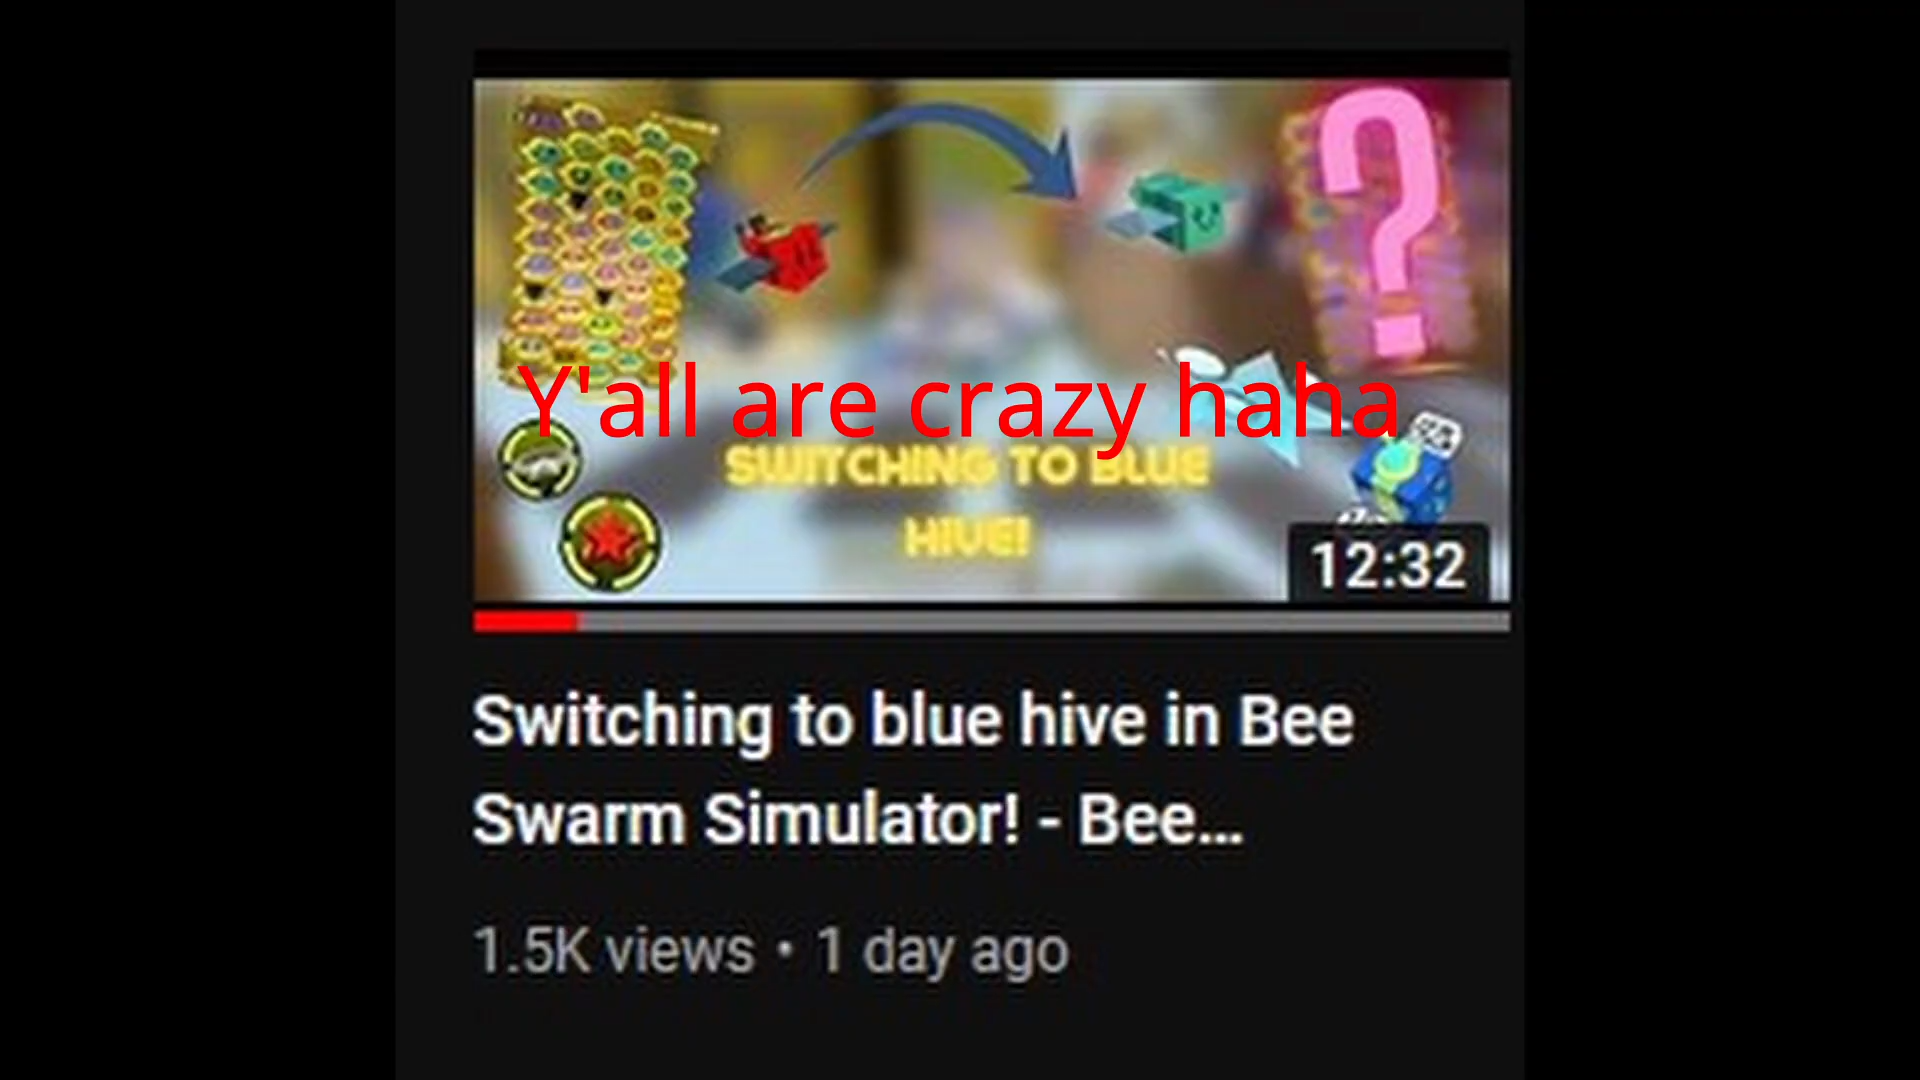 Y'all are crazy haha
SWITCHING TO BLUE
HIVE!
12:32
Switching to blue hive in Bee
Swarm Simulator! - Bee...
1.5K views • 1 day ago